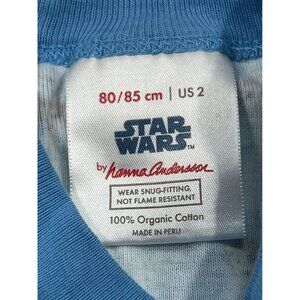 80/85 cm | US 2
STAR
WARS™
by hanna Andersson
WEAR SNUG-FITTING,
NOT FLAME RESISTANT
100% Organic Cotton
MADE IN PERU